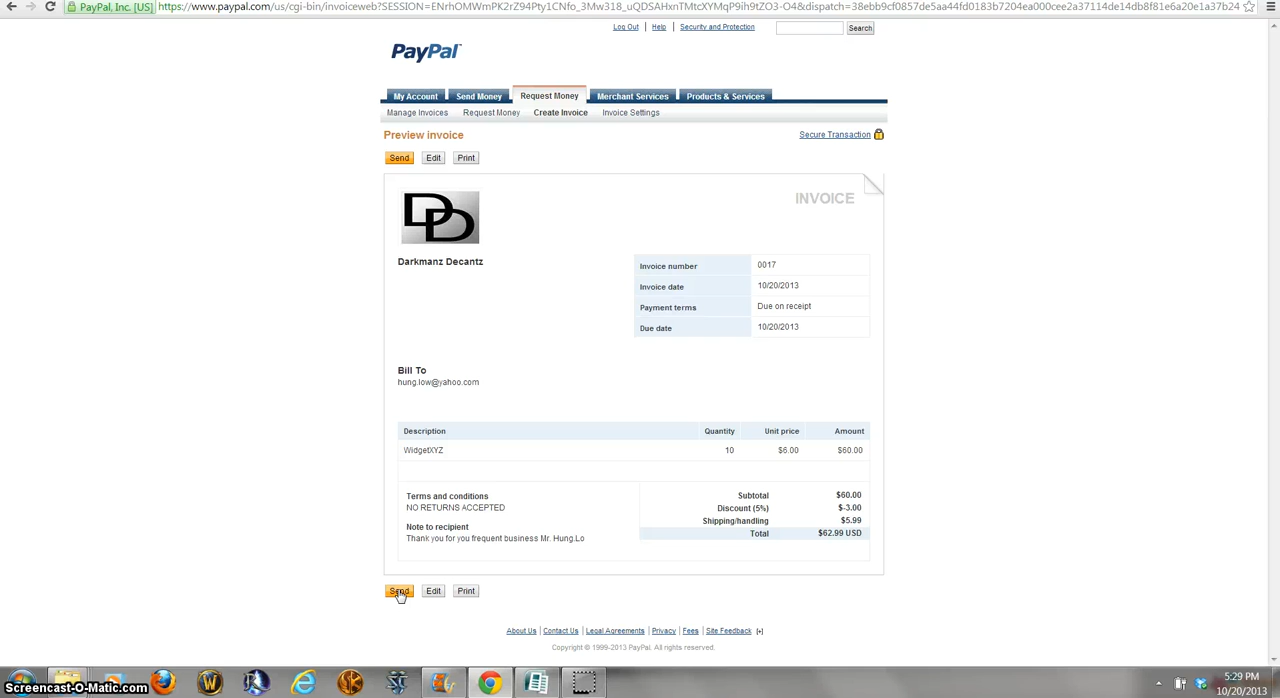 PayPal, Inc. [US]
https://www.paypal.com/us/cgi-bin/invoiceweb?SESSION=ENrhOMWmPK2rZ94Pty1CNfo_3Mw318_uQDSAHxnTMtcXYMqP9ih9tZO3-O4&dispatch=38ebb9cf0857de5aa44fd0183b7204ea000cee2a37114de14db8f81e6a20e1a37b24
Log Out | Help | Security and Protection Search
PayPal
My Account Send Money Request Money Merchant Services Products & Services
Manage Invoices Request Money Create Invoice Invoice Settings
Preview invoice Secure Transaction
Send Edit Print
INVOICE
DD
Darkmanz Decantz
Invoice number 0017
Invoice date 10/20/2013
Payment terms Due on receipt
Due date 10/20/2013
Bill To
hung.low@yahoo.com
Description Quantity Unit price Amount
WidgetXYZ 10 $6.00 $60.00
Terms and conditions
NO RETURNS ACCEPTED
Note to recipient
Thank you for you frequent business Mr. Hung.Lo
Subtotal $60.00
Discount (5%) $-3.00
Shipping/handling $5.99
Total $62.99 USD
Send Edit Print
About Us | Contact Us | Legal Agreements | Privacy | Fees | Site Feedback [+]
Copyright © 1999-2013 PayPal. All rights reserved.
Screencast-O-Matic.com
5:29 PM
10/20/2013